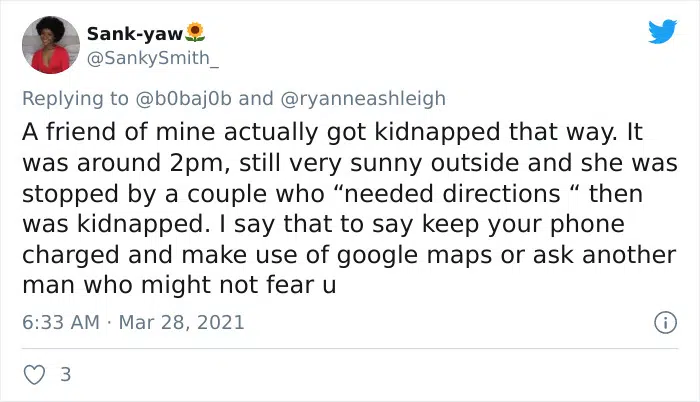 Sank-yaw🌻
@SankySmith_
Replying to @b0baj0b and @ryanneashleigh
A friend of mine actually got kidnapped that way. It
was around 2pm, still very sunny outside and she was
stopped by a couple who “needed directions “ then
was kidnapped. I say that to say keep your phone
charged and make use of google maps or ask another
man who might not fear u
6:33 AM · Mar 28, 2021
3